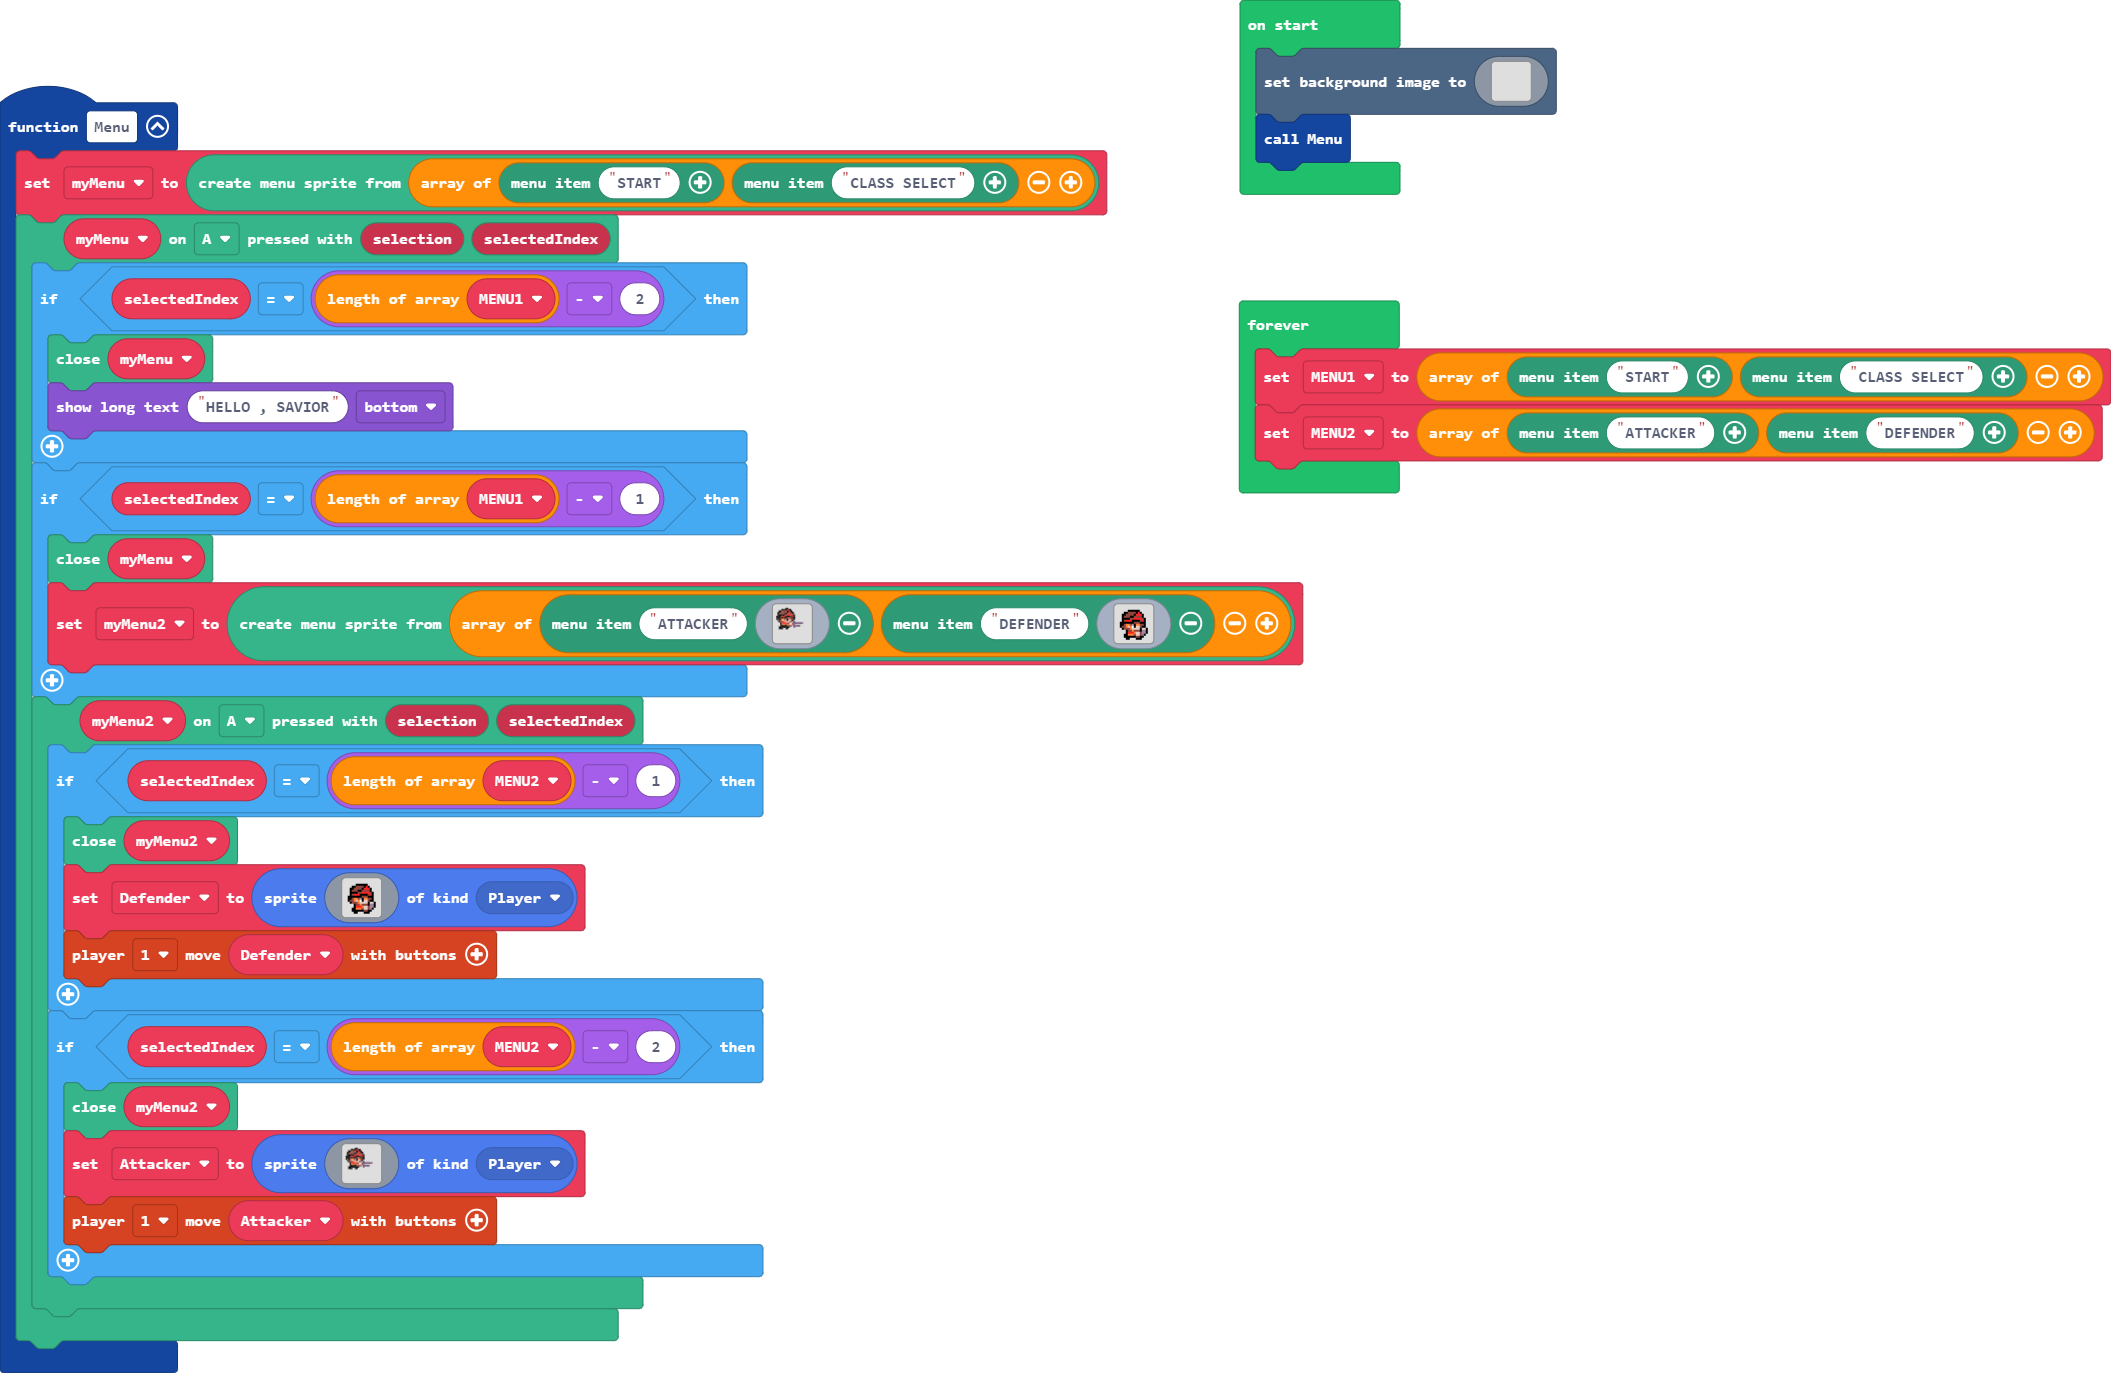 function Menu
set myMenu to create menu sprite from array of menu item "START" menu item "CLASS SELECT"
myMenu on A pressed with selection selectedIndex
if selectedIndex = length of array MENU1 - 2 then
close myMenu
show long text "HELLO , SAVIOR" bottom
if selectedIndex = length of array MENU1 - 1 then
close myMenu
set myMenu2 to create menu sprite from array of menu item "ATTACKER" menu item "DEFENDER"
myMenu2 on A pressed with selection selectedIndex
if selectedIndex = length of array MENU2 - 1 then
close myMenu2
set Defender to sprite of kind Player
player 1 move Defender with buttons
if selectedIndex = length of array MENU2 - 2 then
close myMenu2
set Attacker to sprite of kind Player
player 1 move Attacker with buttons
on start
set background image to
call Menu
forever
set MENU1 to array of menu item "START" menu item "CLASS SELECT"
set MENU2 to array of menu item "ATTACKER" menu item "DEFENDER"